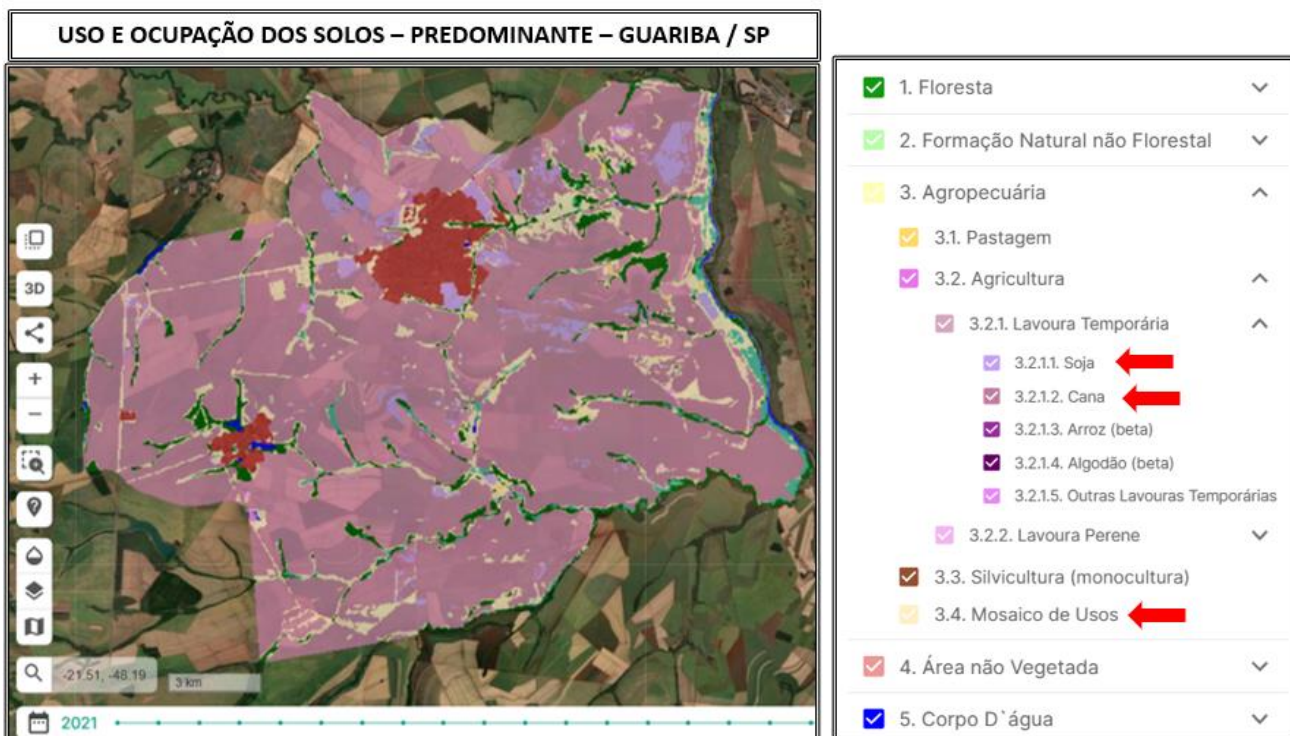 USO E OCUPAÇÃO DOS SOLOS – PREDOMINANTE – GUARIBA / SP
3D
+
−
-21.51, -48.19
3 km
2021
1. Floresta
2. Formação Natural não Florestal
3. Agropecuária
3.1. Pastagem
3.2. Agricultura
3.2.1. Lavoura Temporária
3.2.1.1. Soja
3.2.1.2. Cana
3.2.1.3. Arroz (beta)
3.2.1.4. Algodão (beta)
3.2.1.5. Outras Lavouras Temporárias
3.2.2. Lavoura Perene
3.3. Silvicultura (monocultura)
3.4. Mosaico de Usos
4. Área não Vegetada
5. Corpo D`água